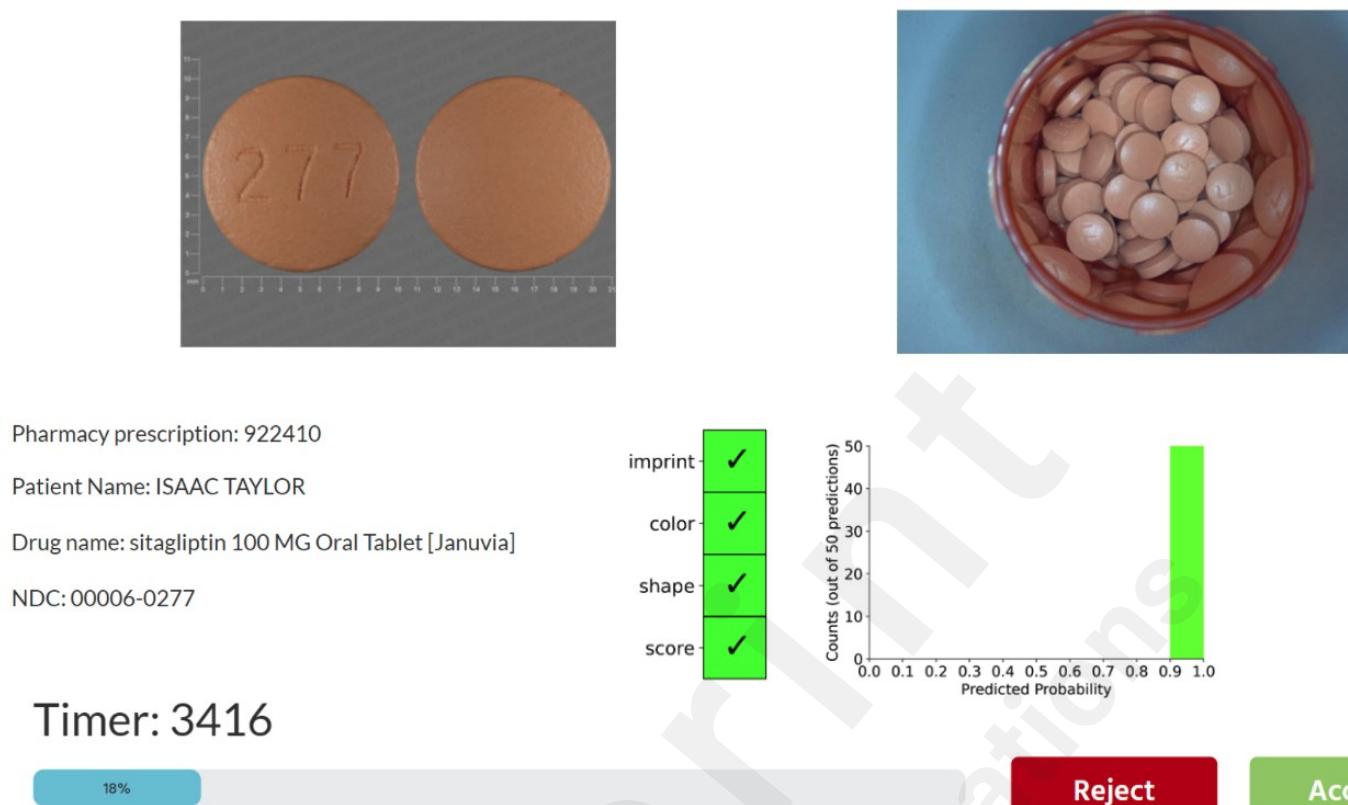 277
Pharmacy prescription: 922410
Patient Name: ISAAC TAYLOR
Drug name: sitagliptin 100 MG Oral Tablet [Januvia]
NDC: 00006-0277
imprint ✓
color ✓
shape ✓
score ✓
Counts (out of 50 predictions)
50
40
30
20
10
0
0.0 0.1 0.2 0.3 0.4 0.5 0.6 0.7 0.8 0.9 1.0
Predicted Probability
Timer: 3416
18%
Reject
Acc
rint
ations